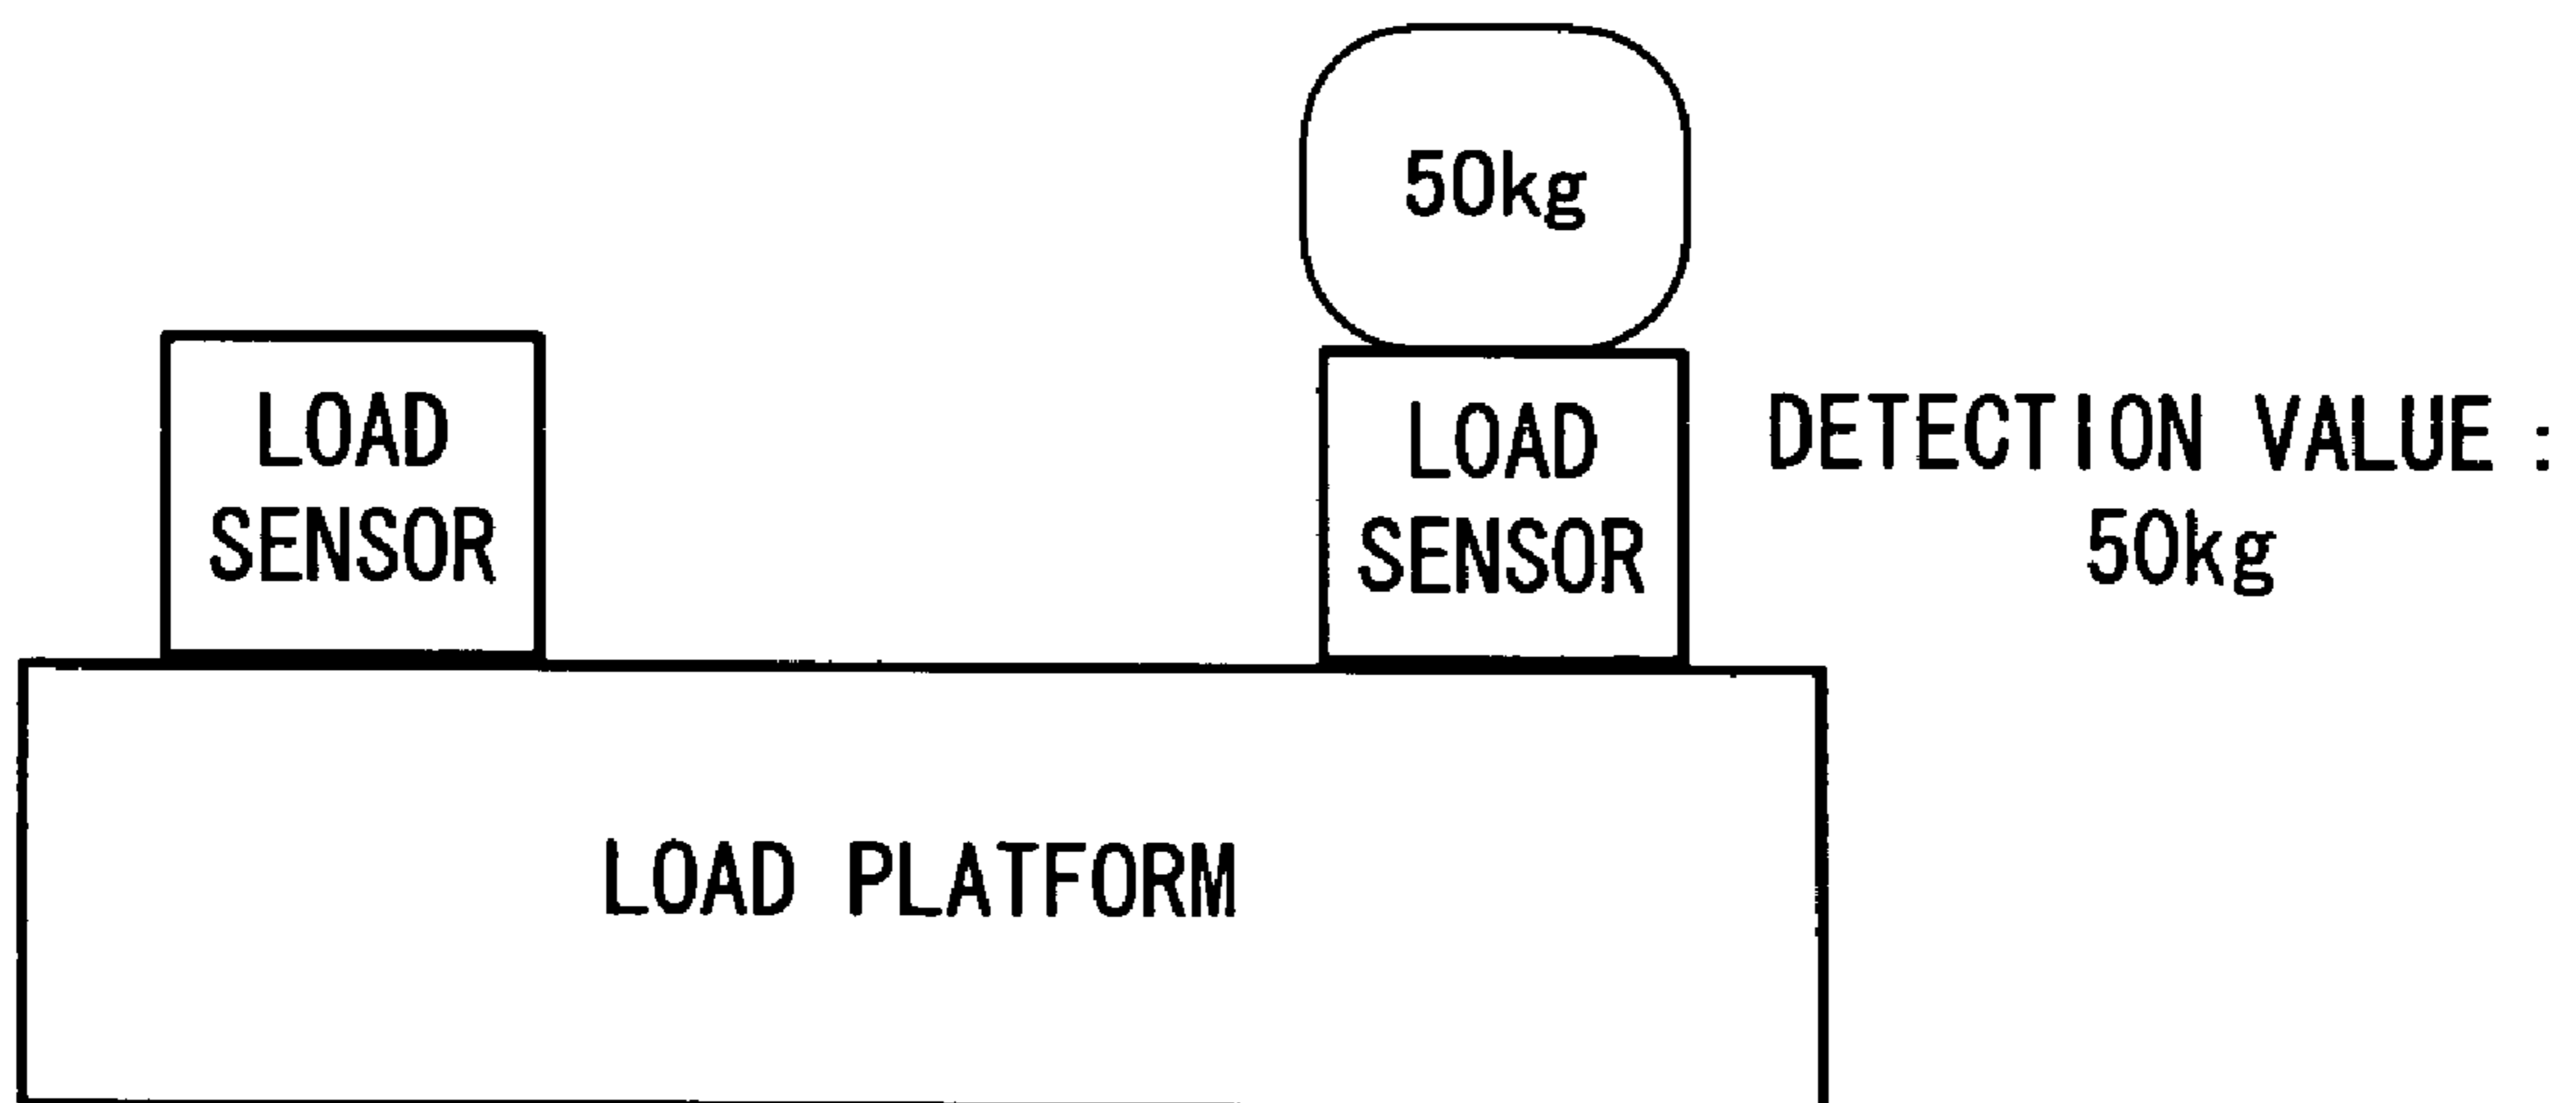 50kg
LOAD
SENSOR
LOAD
SENSOR
DETECTION VALUE :
50kg
LOAD PLATFORM